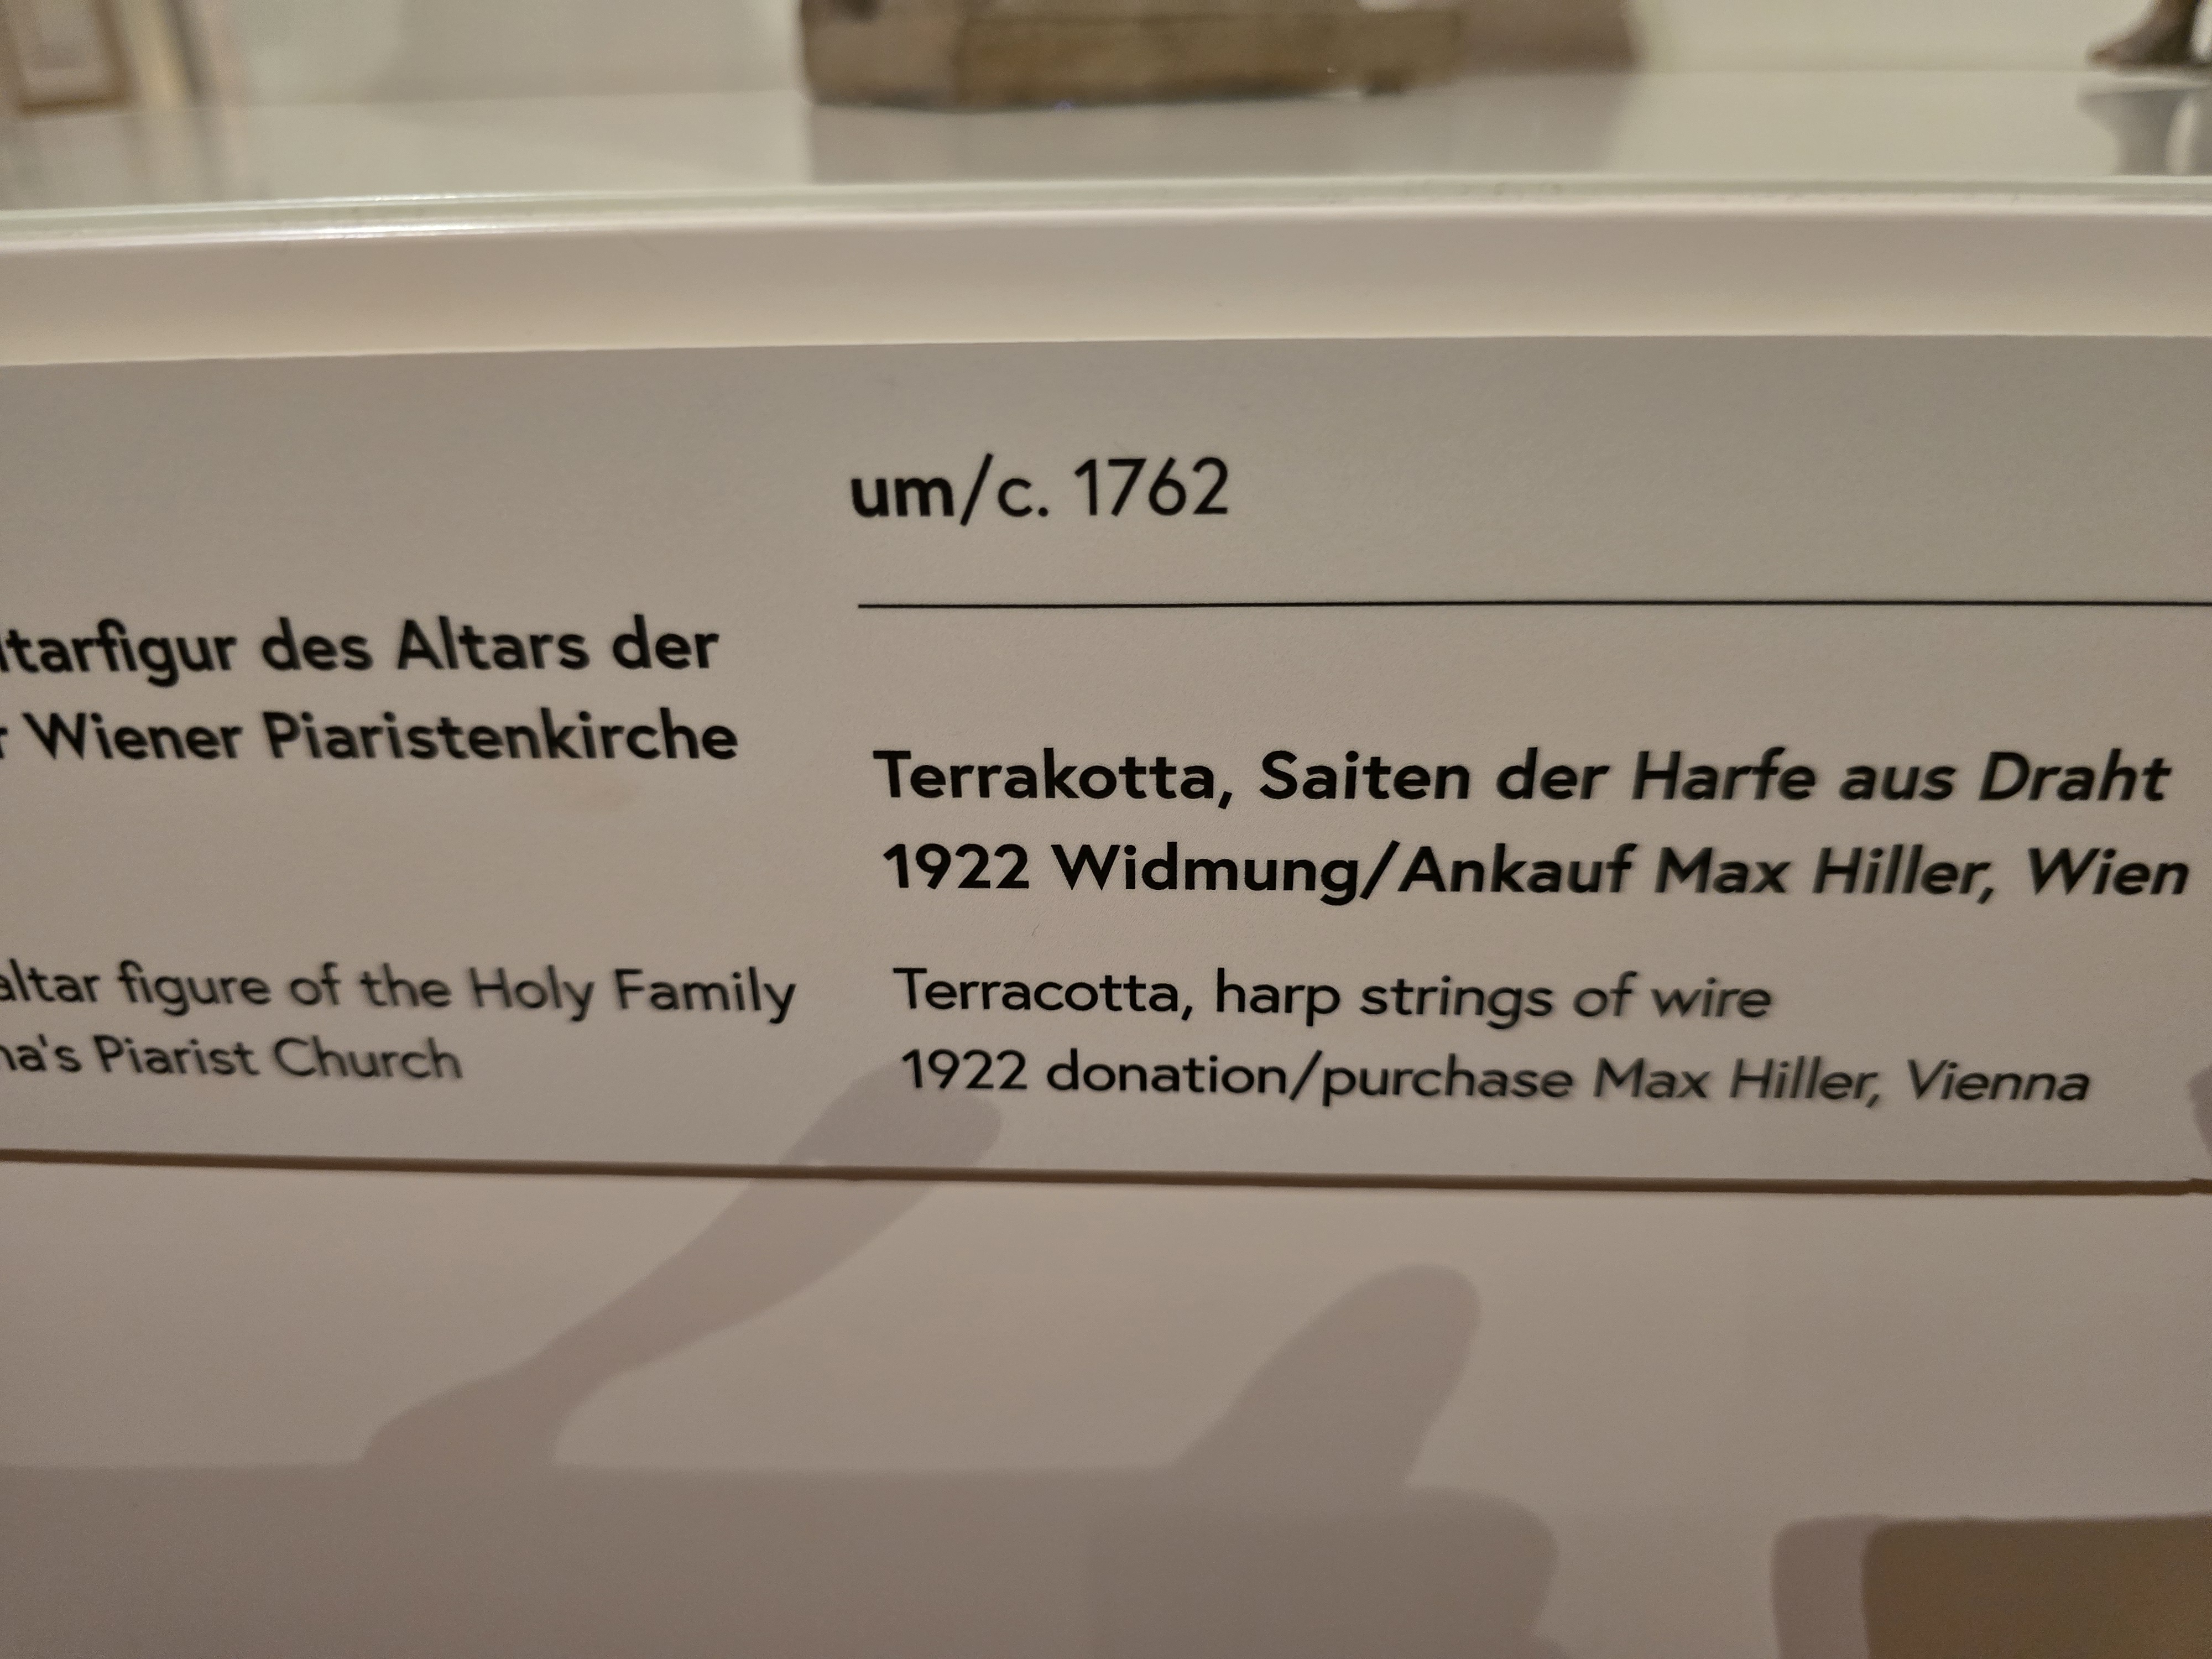 um/c. 1762
ltarfigur des Altars der
r Wiener Piaristenkirche
altar figure of the Holy Family
na's Piarist Church
Terrakotta, Saiten der Harfe aus Draht
1922 Widmung/Ankauf Max Hiller, Wien
Terracotta, harp strings of wire
1922 donation/purchase Max Hiller, Vienna